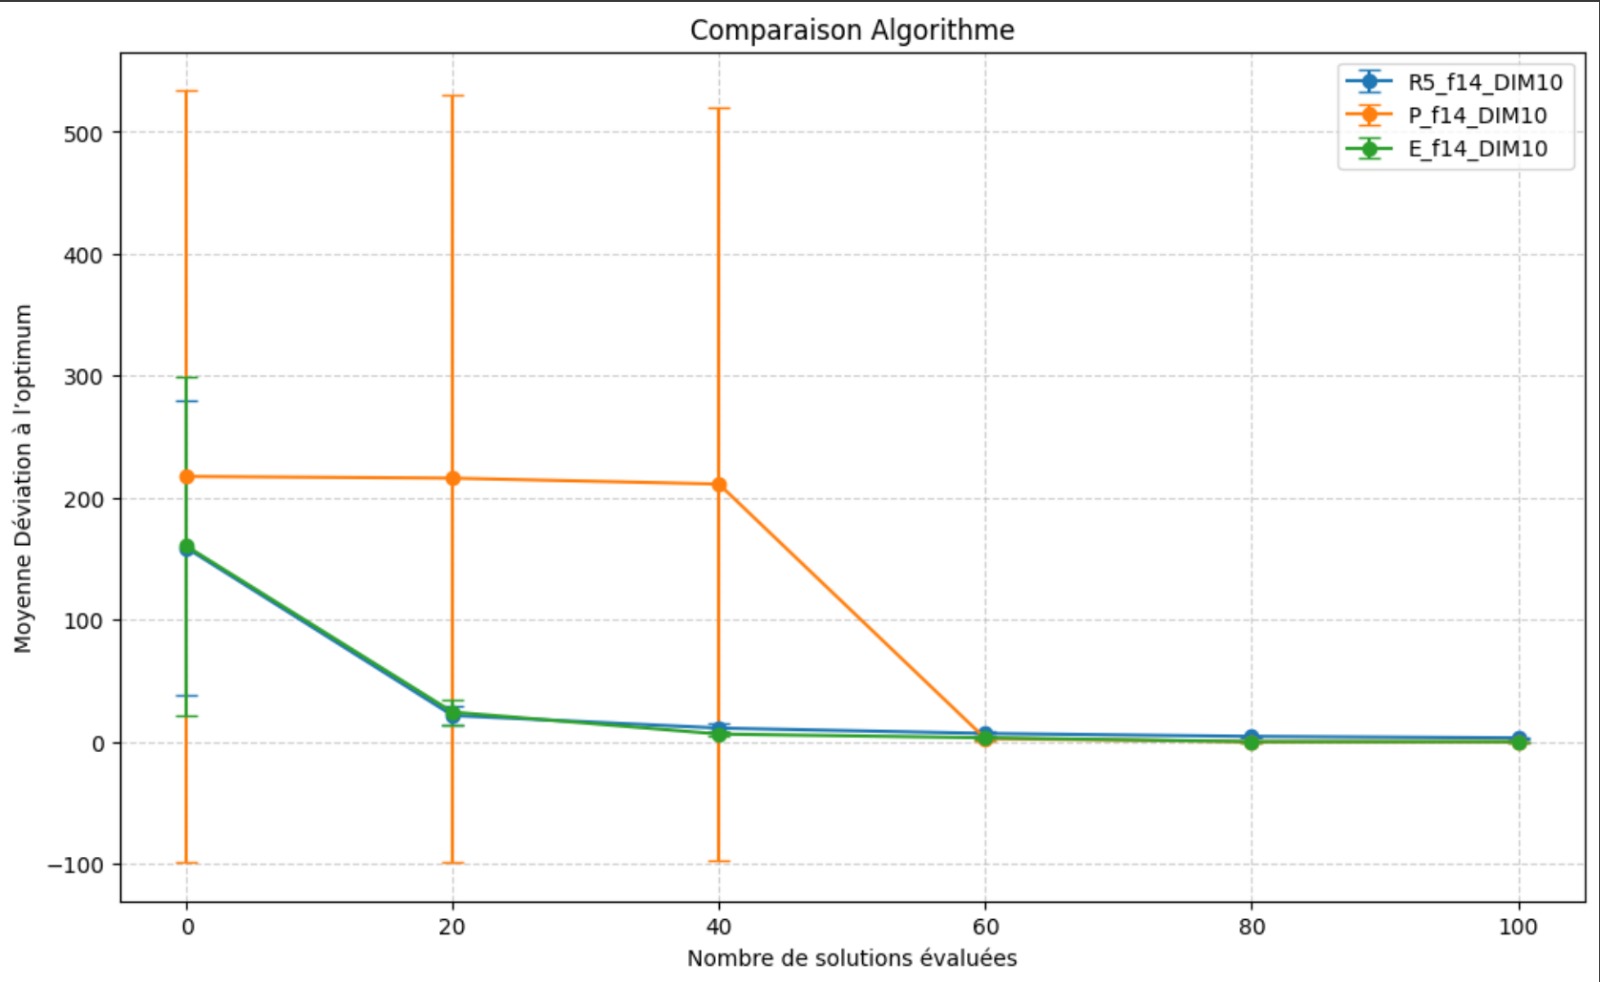 Comparaison Algorithme
R5_f14_DIM10
P_f14_DIM10
E_f14_DIM10
500
400
300
200
100
0
−100
Moyenne Déviation à l'optimum
0 20 40 60 80 100
Nombre de solutions évaluées